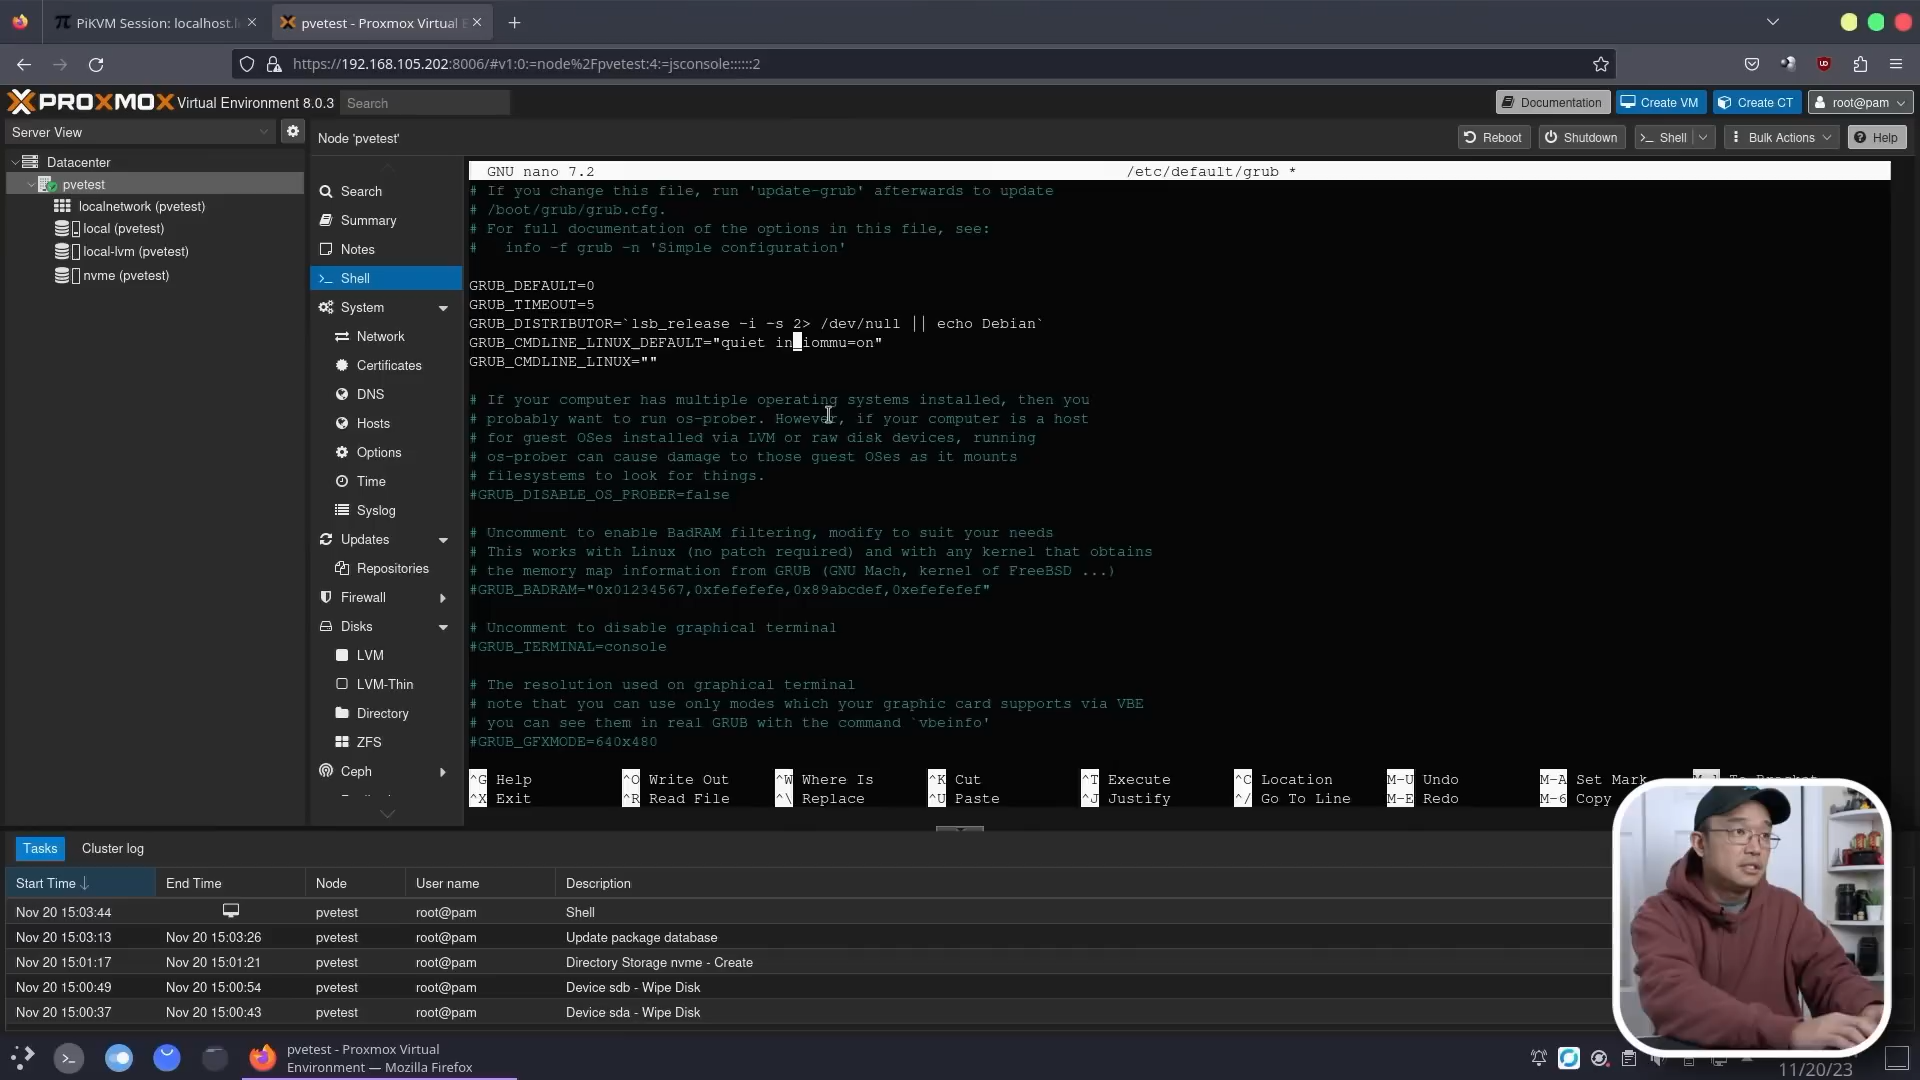 PiKVM Session: localhost.l
pvetest - Proxmox Virtual E
https://192.168.105.202:8006/#v1:0:=node%2Fpvetest:4:=jsconsole::::::2
PROXMOX Virtual Environment 8.0.3
Search
Documentation
Create VM
Create CT
root@pam
Server View
Node 'pvetest'
Reboot
Shutdown
Shell
Bulk Actions
Help
Datacenter
pvetest
localnetwork (pvetest)
local (pvetest)
local-lvm (pvetest)
nvme (pvetest)
Search
Summary
Notes
Shell
System
Network
Certificates
DNS
Hosts
Options
Time
Syslog
Updates
Repositories
Firewall
Disks
LVM
LVM-Thin
Directory
ZFS
Ceph
GNU nano 7.2 /etc/default/grub *
# If you change this file, run 'update-grub' afterwards to update
# /boot/grub/grub.cfg.
# For full documentation of the options in this file, see:
#   info -f grub -n 'Simple configuration'
GRUB_DEFAULT=0
GRUB_TIMEOUT=5
GRUB_DISTRIBUTOR=`lsb_release -i -s 2> /dev/null || echo Debian`
GRUB_CMDLINE_LINUX_DEFAULT="quiet in_iommu=on"
GRUB_CMDLINE_LINUX=""
# If your computer has multiple operating systems installed, then you
# probably want to run os-prober. However, if your computer is a host
# for guest OSes installed via LVM or raw disk devices, running
# os-prober can cause damage to those guest OSes as it mounts
# filesystems to look for things.
#GRUB_DISABLE_OS_PROBER=false
# Uncomment to enable BadRAM filtering, modify to suit your needs
# This works with Linux (no patch required) and with any kernel that obtains
# the memory map information from GRUB (GNU Mach, kernel of FreeBSD ...)
#GRUB_BADRAM="0x01234567,0xfefefefe,0x89abcdef,0xefefefef"
# Uncomment to disable graphical terminal
#GRUB_TERMINAL=console
# The resolution used on graphical terminal
# note that you can use only modes which your graphic card supports via VBE
# you can see them in real GRUB with the command `vbeinfo'
#GRUB_GFXMODE=640x480
^G Help ^O Write Out ^W Where Is ^K Cut ^T Execute ^C Location M-U Undo M-A Set Mark
^X Exit ^R Read File ^\ Replace ^U Paste ^J Justify ^/ Go To Line M-E Redo M-6 Copy
Tasks
Cluster log
Start Time End Time Node User name Description
Nov 20 15:03:44 pvetest root@pam Shell
Nov 20 15:03:13 Nov 20 15:03:26 pvetest root@pam Update package database
Nov 20 15:01:17 Nov 20 15:01:21 pvetest root@pam Directory Storage nvme - Create
Nov 20 15:00:49 Nov 20 15:00:54 pvetest root@pam Device sdb - Wipe Disk
Nov 20 15:00:37 Nov 20 15:00:43 pvetest root@pam Device sda - Wipe Disk
pvetest - Proxmox Virtual
Environment — Mozilla Firefox
11/20/23